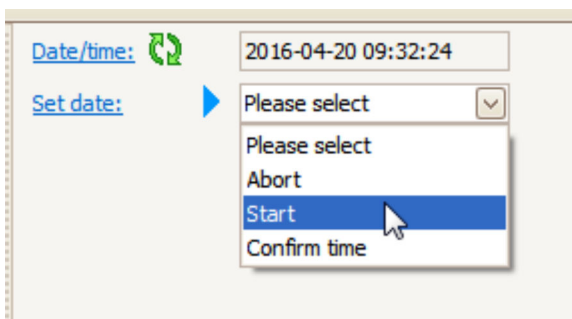 Date/time: 2016-04-20 09:32:24
Set date: Please select
Please select
Abort
Start
Confirm time